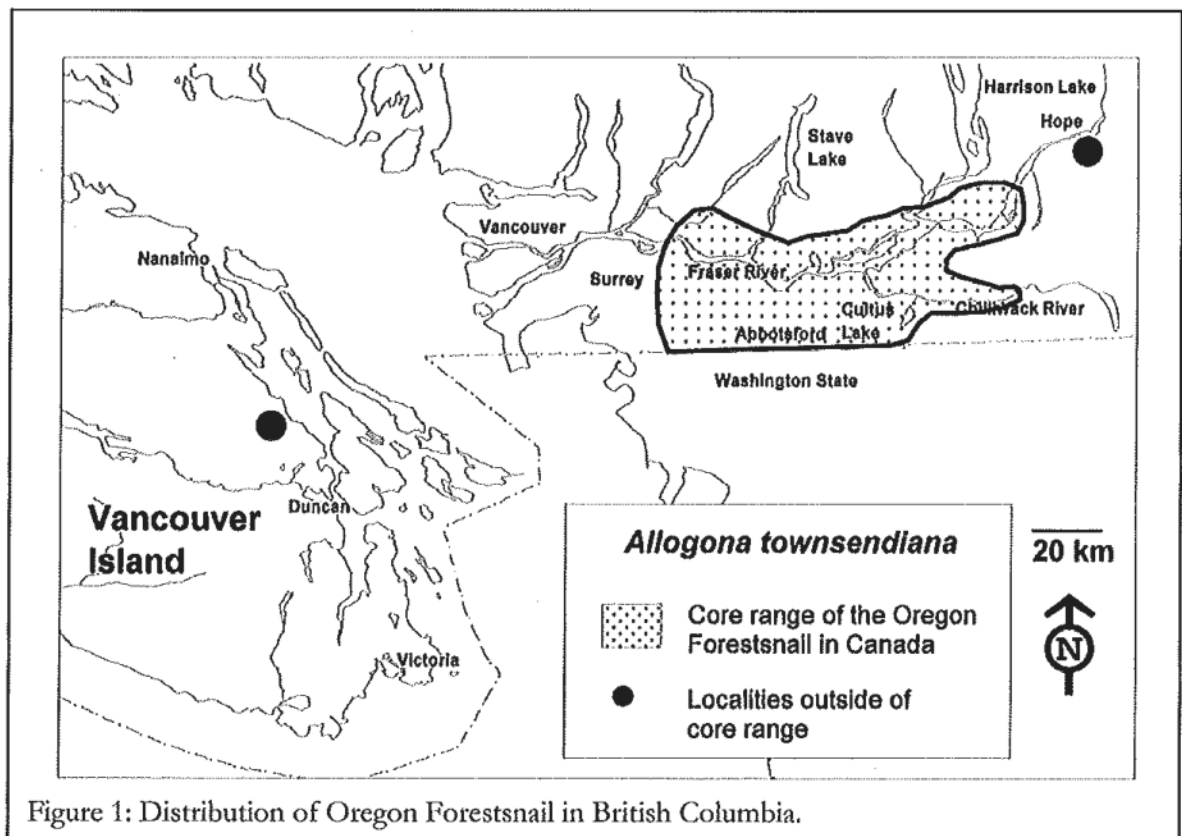 Harrison Lake
Hope
Stave
Lake
Vancouver
Nanaimo
Surrey
Fraser River
Cultus
Lake
Chilliwack River
Abbotsford
Washington State
Duncan
Vancouver
Island
Victoria
Allogona townsendiana
Core range of the Oregon
Forestsnail in Canada
Localities outside of
core range
20 km
N
Figure 1: Distribution of Oregon Forestsnail in British Columbia.